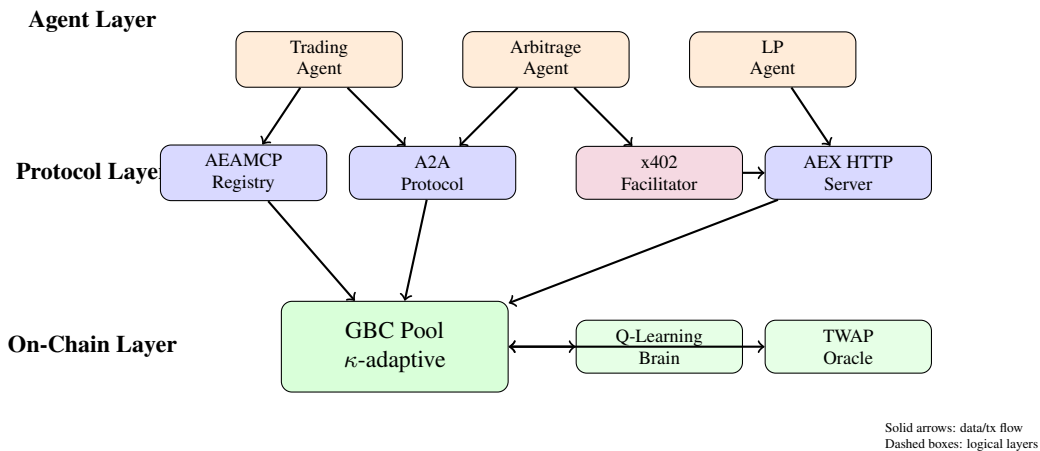 Agent Layer
Trading
Agent
Arbitrage
Agent
LP
Agent
Protocol Layer
AEAMCP
Registry
A2A
Protocol
x402
Facilitator
AEX HTTP
Server
On-Chain Layer
GBC Pool
κ-adaptive
Q-Learning
Brain
TWAP
Oracle
Solid arrows: data/tx flow
Dashed boxes: logical layers